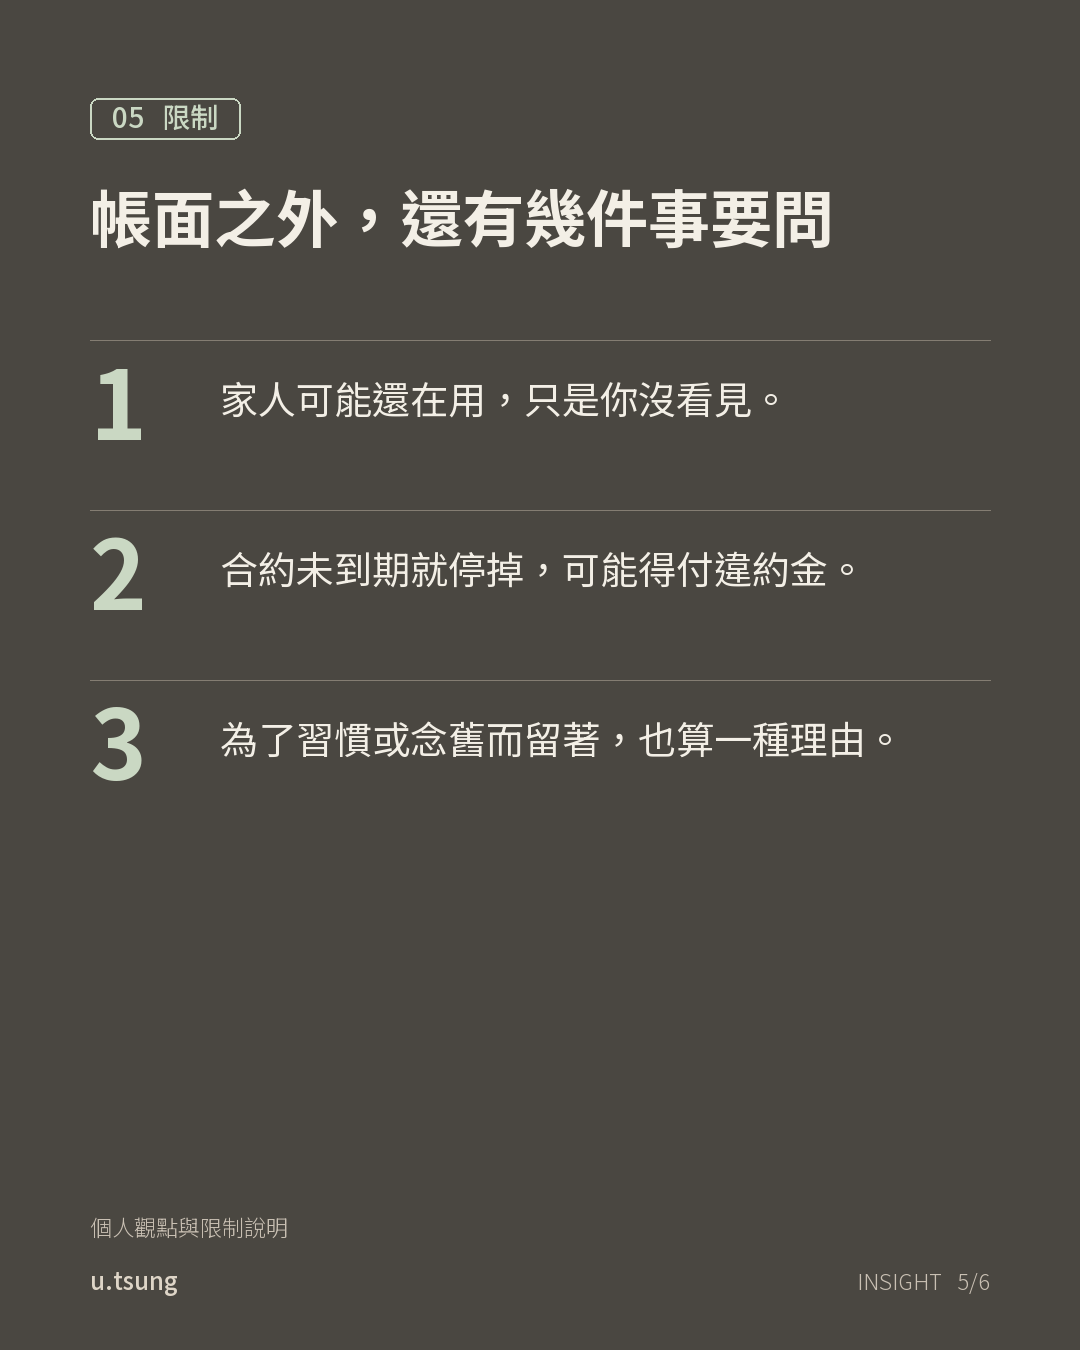 05 限制
帳面之外，還有幾件事要問
1 家人可能還在用，只是你沒看見。
2 合約未到期就停掉，可能得付違約金。
3 為了習慣或念舊而留著，也算一種理由。
個人觀點與限制說明
u.tsung INSIGHT 5/6